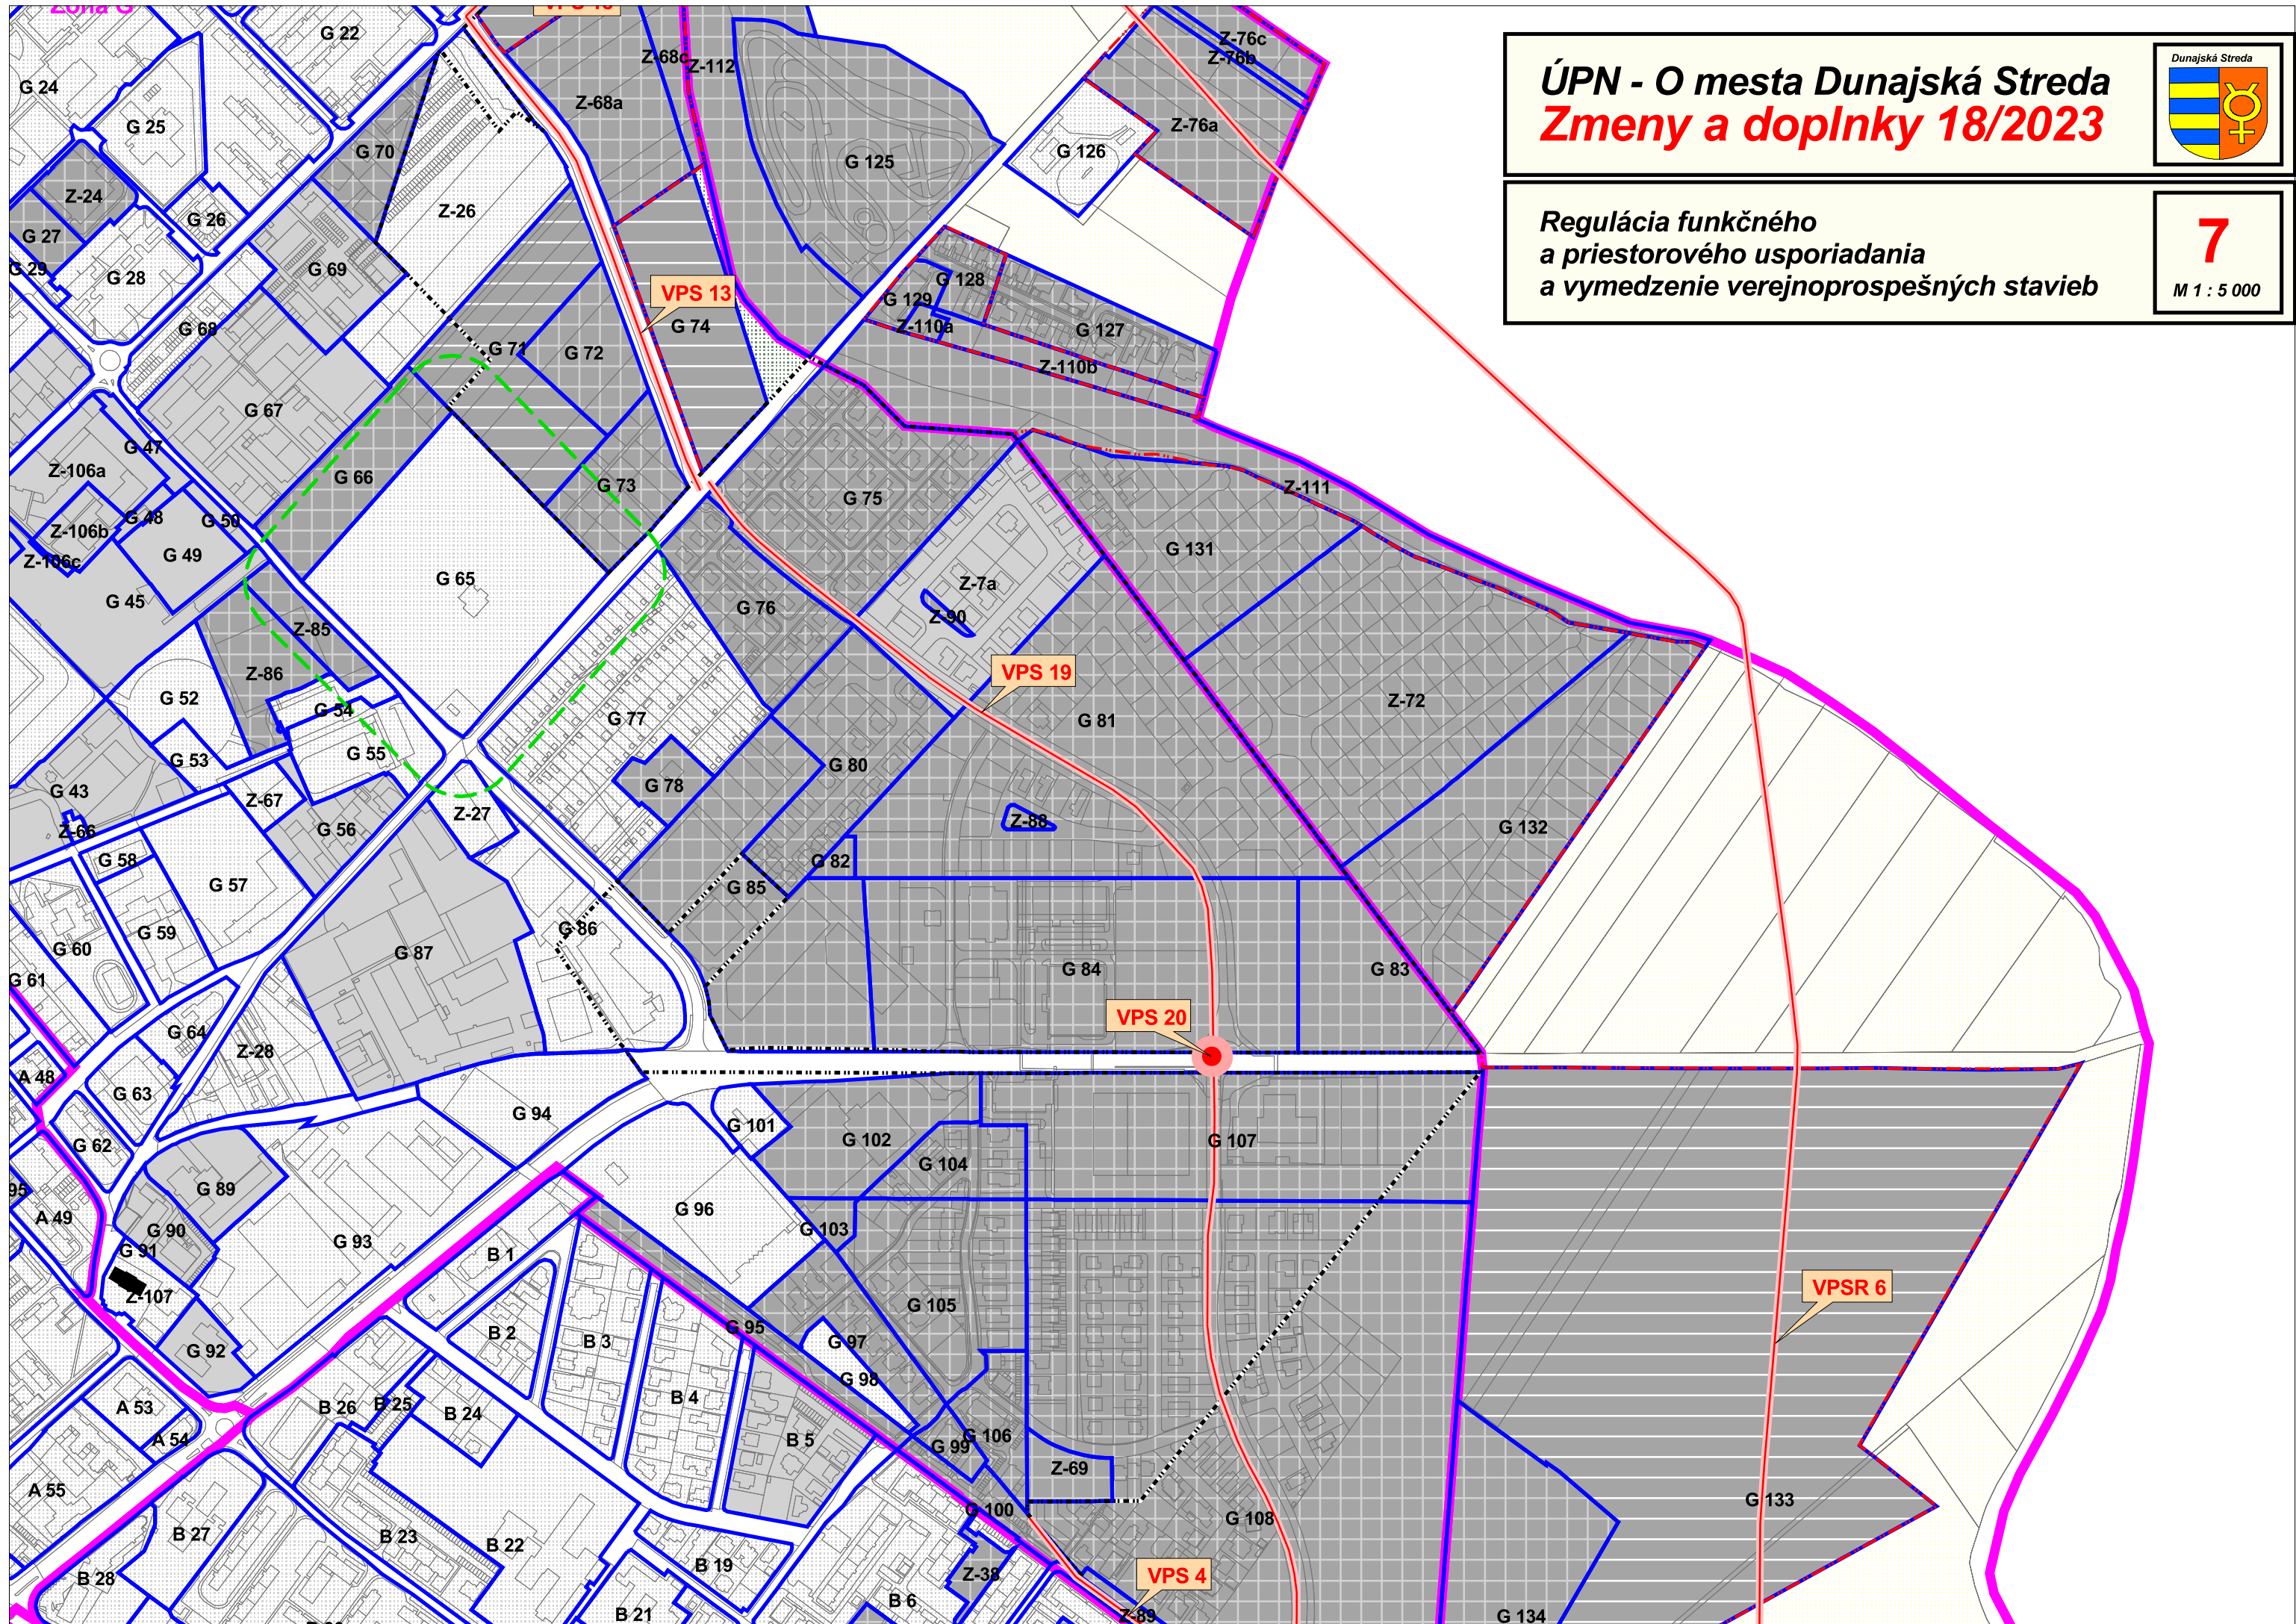 ÚPN - O mesta Dunajská Streda
Zmeny a doplnky 18/2023
Dunajská Streda
Regulácia funkčného
a priestorového usporiadania
a vymedzenie verejnoprospešných stavieb
7
M 1 : 5 000
Zóna G
G 22
Z-68c
Z-112
Z-76c
Z-76b
G 24
Z-68a
G 25
Z-76a
G 70
G 126
G 125
Z-24
Z-26
G 26
G 27
G 29
G 28
G 69
G 128
VPS 13
G 129
G 68
G 74
Z-110a
G 127
G 71
G 72
Z-110b
G 67
G 47
Z-106a
G 66
G 73
G 75
Z-111
G 48
G 50
Z-106b
G 49
G 131
Z-106c
G 65
Z-7a
G 45
G 76
Z-90
Z-85
Z-86
VPS 19
G 52
G 54
Z-72
G 77
G 81
G 53
G 55
G 80
G 78
G 43
Z-67
Z-27
Z-66
G 56
Z-88
G 132
G 58
G 82
G 57
G 85
G 59
G 86
G 60
G 87
G 61
G 84
G 83
VPS 20
G 64
Z-28
A 48
G 63
G 94
G 101
G 62
G 102
G 107
G 104
95
G 89
A 49
G 90
G 96
G 103
G 91
G 93
B 1
Z-107
VPSR 6
G 105
G 95
B 2
B 3
G 97
G 92
G 98
B 4
A 53
B 26
B 25
B 24
B 5
A 54
G 99
G 106
Z-69
A 55
G 133
G 100
G 108
B 27
B 23
B 22
B 19
B 28
Z-38
VPS 4
B 6
B 21
Z-89
G 134